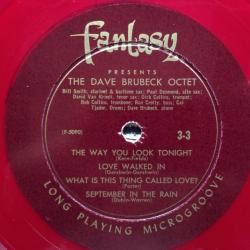 Fantasy
PRESENTS
THE DAVE BRUBECK OCTET
Bill Smith, clarinet & baritone sax; Paul Desmond, alto sax;
David Van Kriedt, tenor sax; Dick Collins, trumpet;
Bob Collins, trombone; Ron Crotty, bass; Cal
Tjader, Drums; Dave Brubeck, piano
(F-5090)
3-3
THE WAY YOU LOOK TONIGHT
(Kern-Fields)
LOVE WALKED IN
(Gershwin-Gershwin)
WHAT IS THIS THING CALLED LOVE?
(Porter)
SEPTEMBER IN THE RAIN
(Dubin-Warren)
LONG PLAYING MICROGROOVE